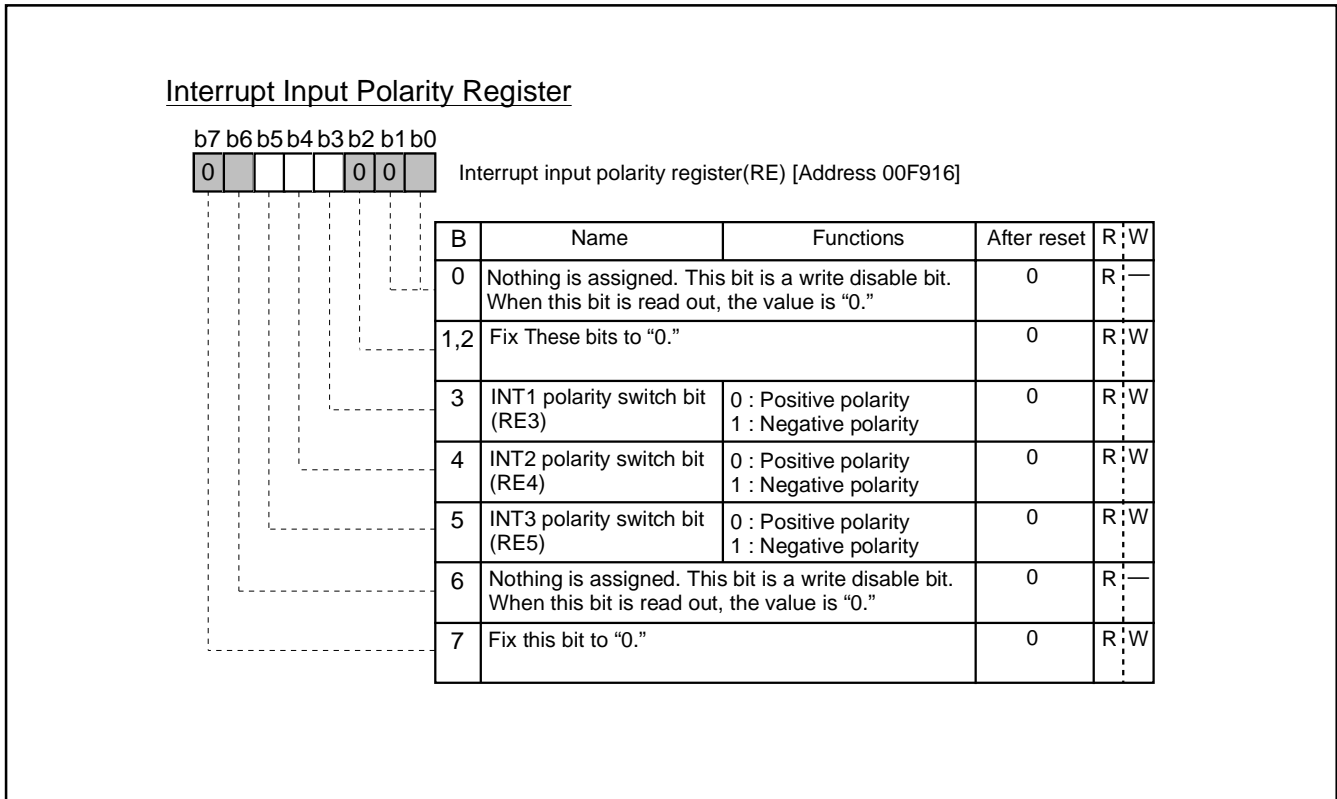 Interrupt Input Polarity Register
b7 b6 b5 b4 b3 b2 b1 b0
0 0 0
Interrupt input polarity register(RE) [Address 00F916]
B Name Functions After reset R W
0 Nothing is assigned. This bit is a write disable bit. 0 R —
When this bit is read out, the value is “0.”
1,2 Fix These bits to “0.” 0 R W
3 INT1 polarity switch bit 0 : Positive polarity 0 R W
(RE3) 1 : Negative polarity
4 INT2 polarity switch bit 0 : Positive polarity 0 R W
(RE4) 1 : Negative polarity
5 INT3 polarity switch bit 0 : Positive polarity 0 R W
(RE5) 1 : Negative polarity
6 Nothing is assigned. This bit is a write disable bit. 0 R —
When this bit is read out, the value is “0.”
7 Fix this bit to “0.” 0 R W